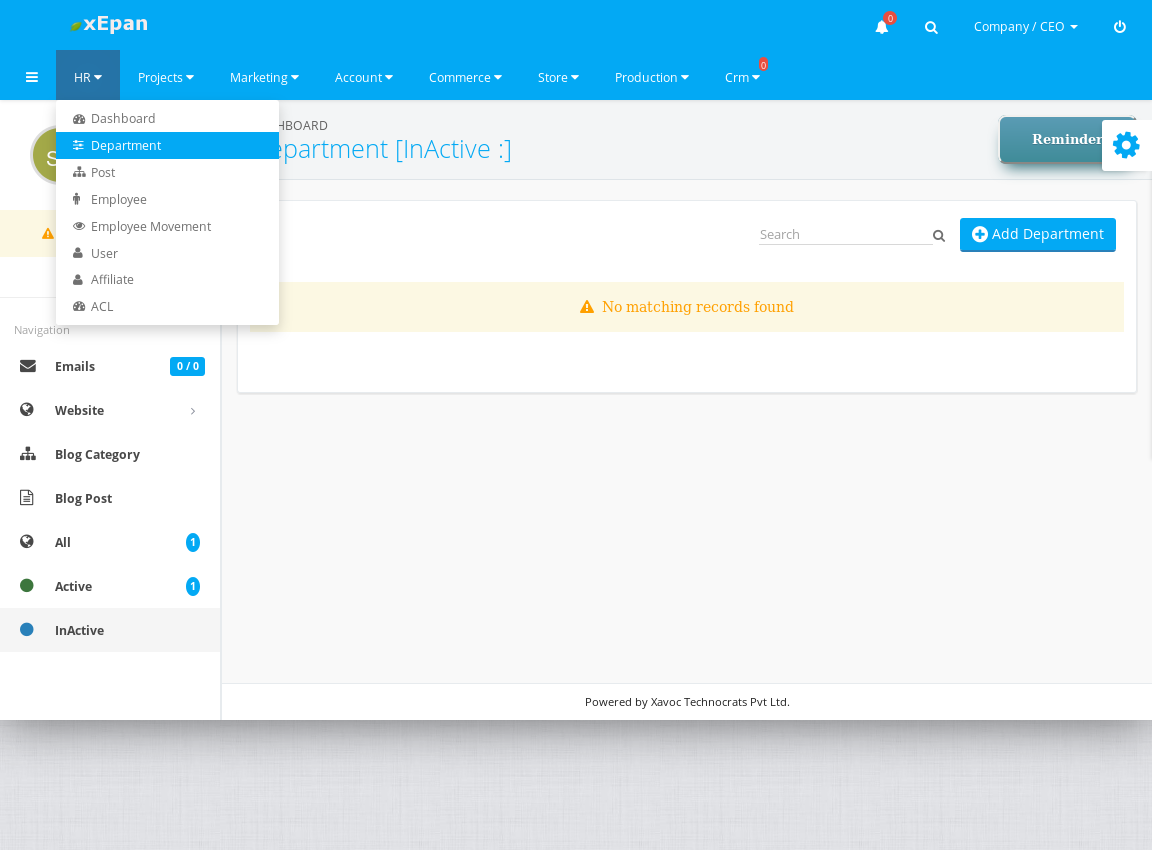 xEpan
0
Company / CEO
HR
Projects
Marketing
Account
Commerce
Store
Production
Crm
0
Dashboard
Department
Post
Employee
Employee Movement
User
Affiliate
ACL
HBOARD
epartment [InActive :]
Reminder
Search
Add Department
No matching records found
Navigation
Emails
0 / 0
Website
Blog Category
Blog Post
All
1
Active
1
InActive
Powered by Xavoc Technocrats Pvt Ltd.